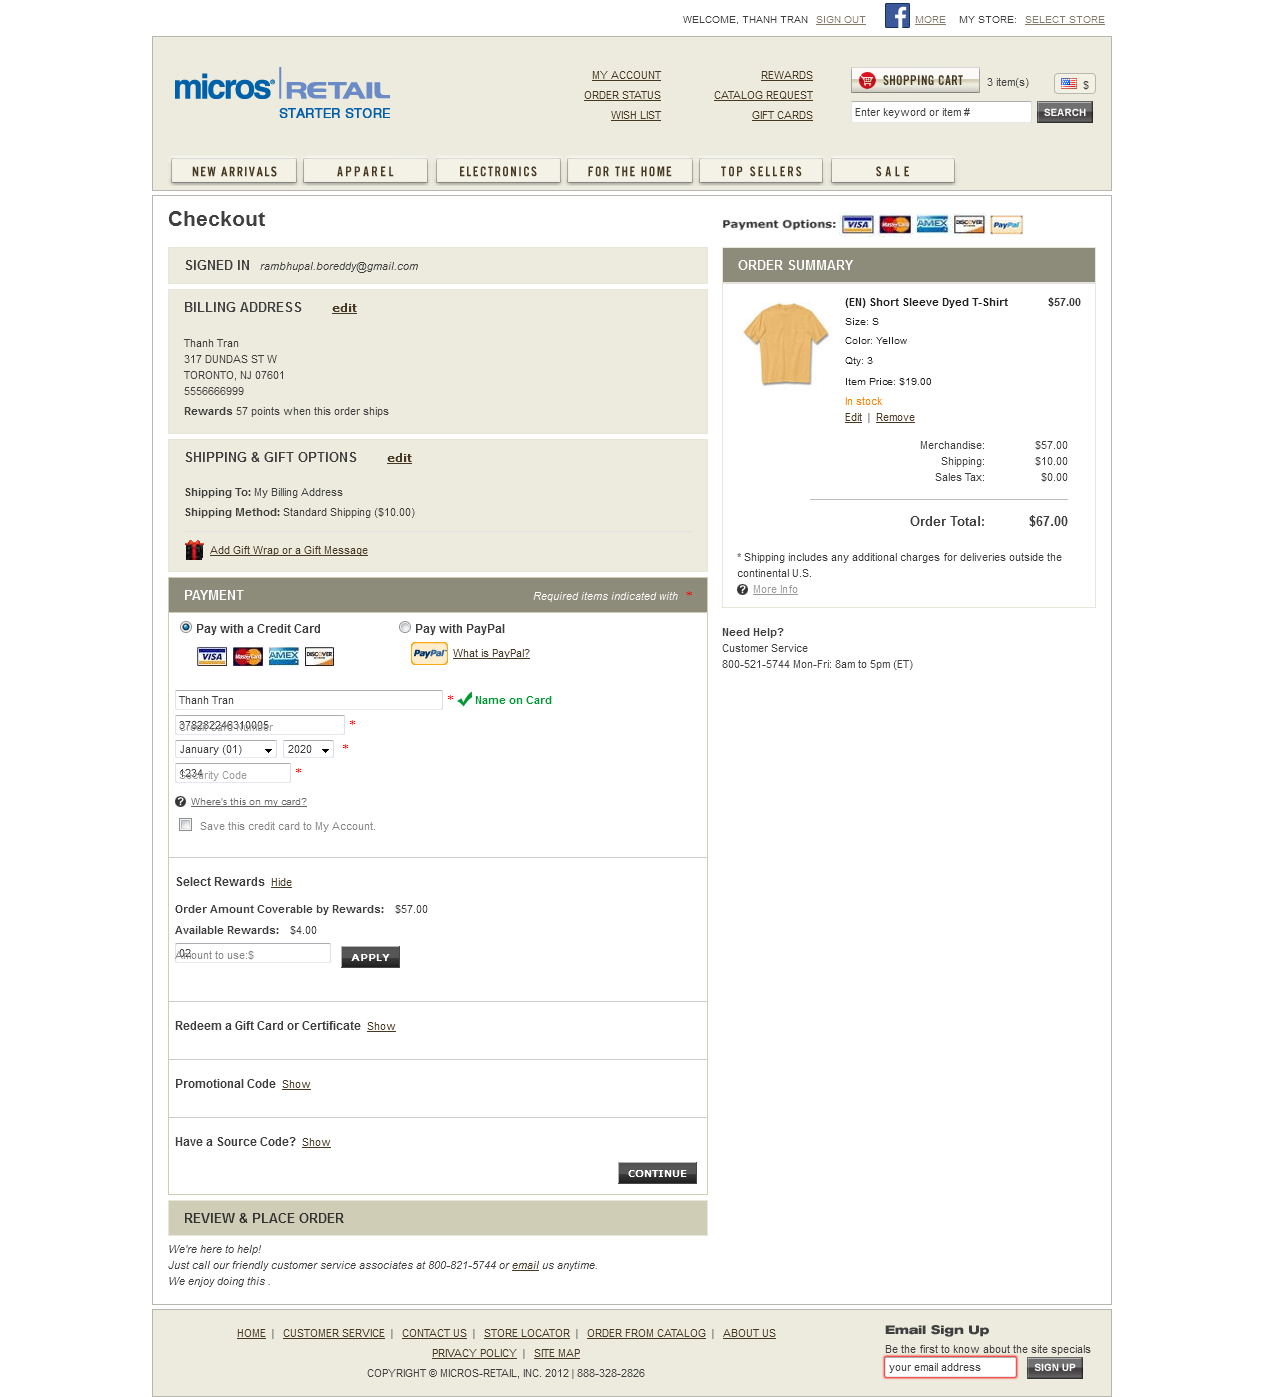 WELCOME, THANH TRAN SIGN OUT MORE MY STORE: SELECT STORE
micros RETAIL
STARTER STORE
MY ACCOUNT
ORDER STATUS
WISH LIST
REWARDS
CATALOG REQUEST
GIFT CARDS
SHOPPING CART 3 item(s) $
Enter keyword or item # SEARCH
NEW ARRIVALS APPAREL ELECTRONICS FOR THE HOME TOP SELLERS SALE
Checkout
Payment Options: VISA MasterCard AMEX DISCOVER PayPal
SIGNED IN rambhupal.boreddy@gmail.com
BILLING ADDRESS edit
Thanh Tran
317 DUNDAS ST W
TORONTO, NJ 07601
5556666999
Rewards 57 points when this order ships
SHIPPING & GIFT OPTIONS edit
Shipping To: My Billing Address
Shipping Method: Standard Shipping ($10.00)
Add Gift Wrap or a Gift Message
PAYMENT Required items indicated with *
Pay with a Credit Card Pay with PayPal
VISA MasterCard AMEX DISCOVER PayPal What is PayPal?
Thanh Tran * Name on Card
378282246310005 Credit Card Number *
January (01) 2020 *
1234 Security Code *
Where's this on my card?
Save this credit card to My Account.
Select Rewards Hide
Order Amount Coverable by Rewards: $57.00
Available Rewards: $4.00
02 Amount to use:$ APPLY
Redeem a Gift Card or Certificate Show
Promotional Code Show
Have a Source Code? Show
CONTINUE
REVIEW & PLACE ORDER
We're here to help!
Just call our friendly customer service associates at 800-821-5744 or email us anytime.
We enjoy doing this .
ORDER SUMMARY
(EN) Short Sleeve Dyed T-Shirt $57.00
Size: S
Color: Yellow
Qty: 3
Item Price: $19.00
In stock
Edit | Remove
Merchandise: $57.00
Shipping: $10.00
Sales Tax: $0.00
Order Total: $67.00
* Shipping includes any additional charges for deliveries outside the
continental U.S.
More Info
Need Help?
Customer Service
800-521-5744 Mon-Fri: 8am to 5pm (ET)
HOME | CUSTOMER SERVICE | CONTACT US | STORE LOCATOR | ORDER FROM CATALOG | ABOUT US
PRIVACY POLICY | SITE MAP
COPYRIGHT © MICROS-RETAIL, INC. 2012 | 888-328-2826
Email Sign Up
Be the first to know about the site specials
your email address SIGN UP